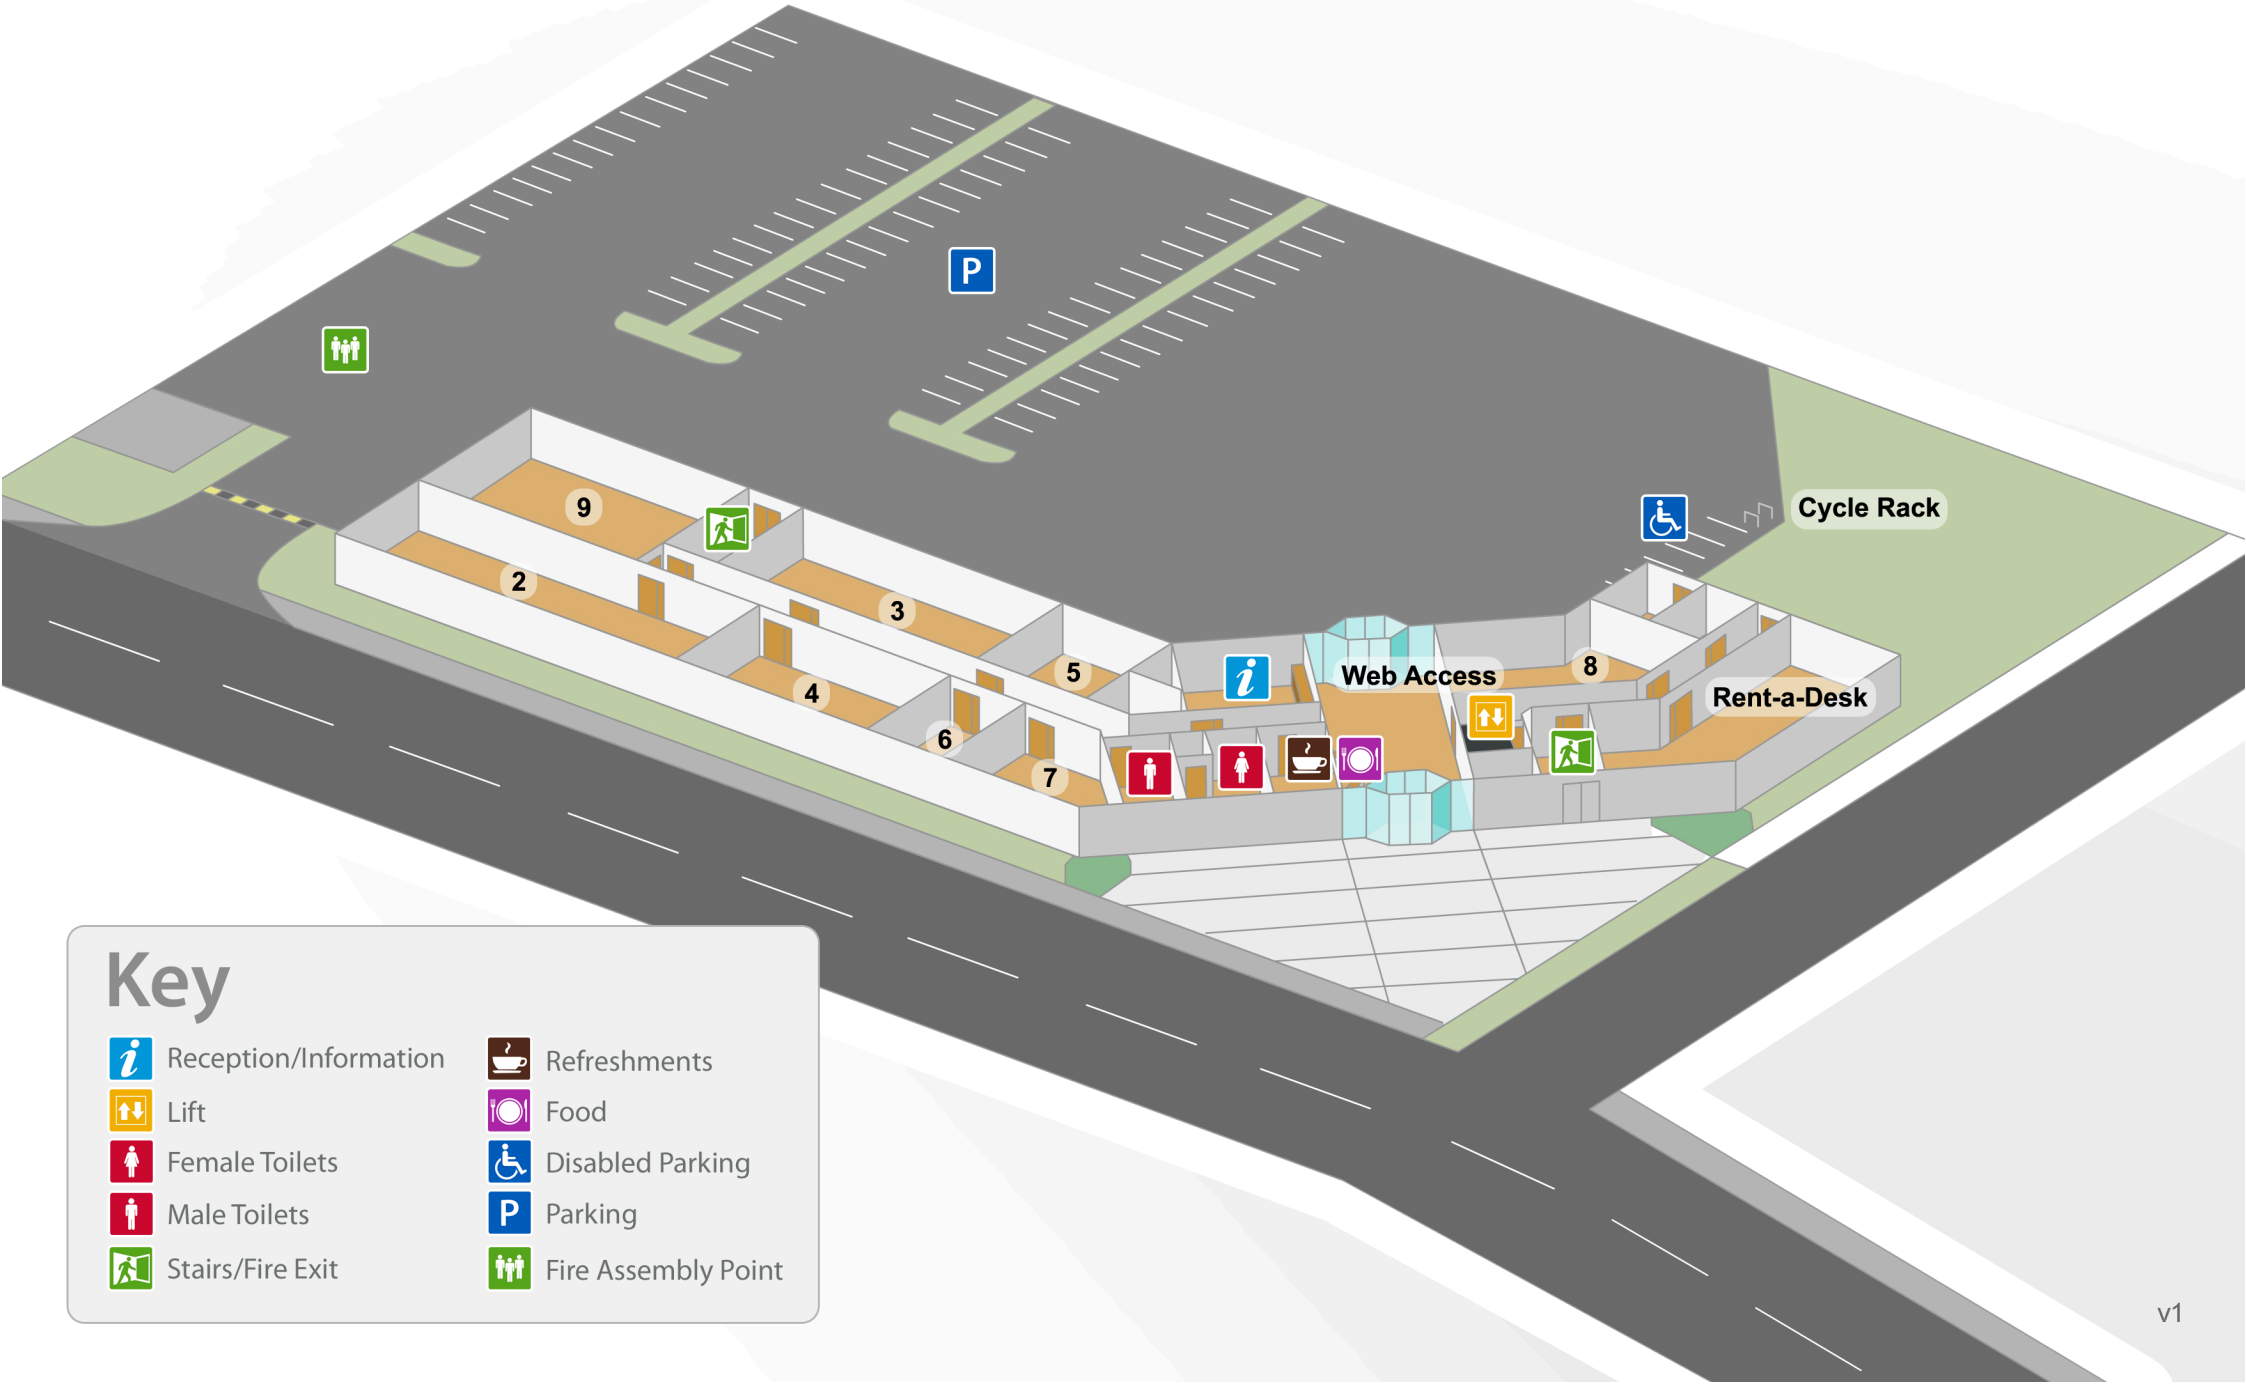 P
9
2
3
Cycle Rack
5
Web Access
8
4
Rent-a-Desk
6
7
Key
Reception/Information
Refreshments
Lift
Food
Female Toilets
Disabled Parking
Male Toilets
P Parking
Stairs/Fire Exit
Fire Assembly Point
v1